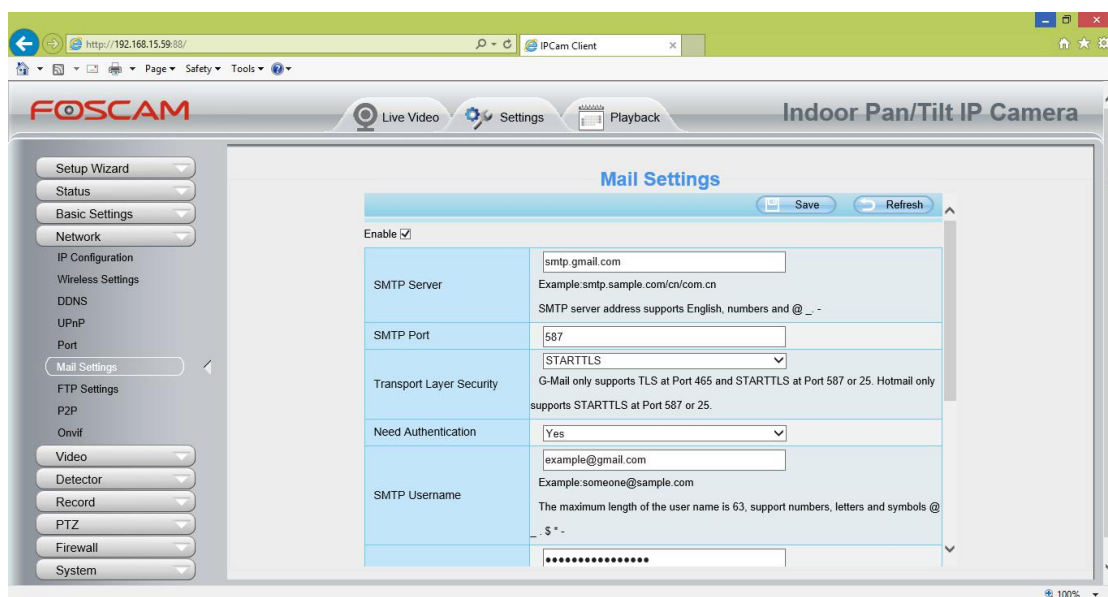 http://192.168.15.59:88/
IPCam Client
Page Safety Tools
FOSCAM
Live Video
Settings
Playback
Indoor Pan/Tilt IP Camera
Setup Wizard
Status
Basic Settings
Network
IP Configuration
Wireless Settings
DDNS
UPnP
Port
Mail Settings
FTP Settings
P2P
Onvif
Video
Detector
Record
PTZ
Firewall
System
Mail Settings
Save Refresh
Enable
SMTP Server
smtp.gmail.com
Example:smtp.sample.com/cn/com.cn
SMTP server address supports English, numbers and @ _ . -
SMTP Port
587
Transport Layer Security
STARTTLS
G-Mail only supports TLS at Port 465 and STARTTLS at Port 587 or 25. Hotmail only
supports STARTTLS at Port 587 or 25.
Need Authentication
Yes
SMTP Username
example@gmail.com
Example:someone@sample.com
The maximum length of the user name is 63, support numbers, letters and symbols @
_ . $ * -
••••••••••••••••
100%